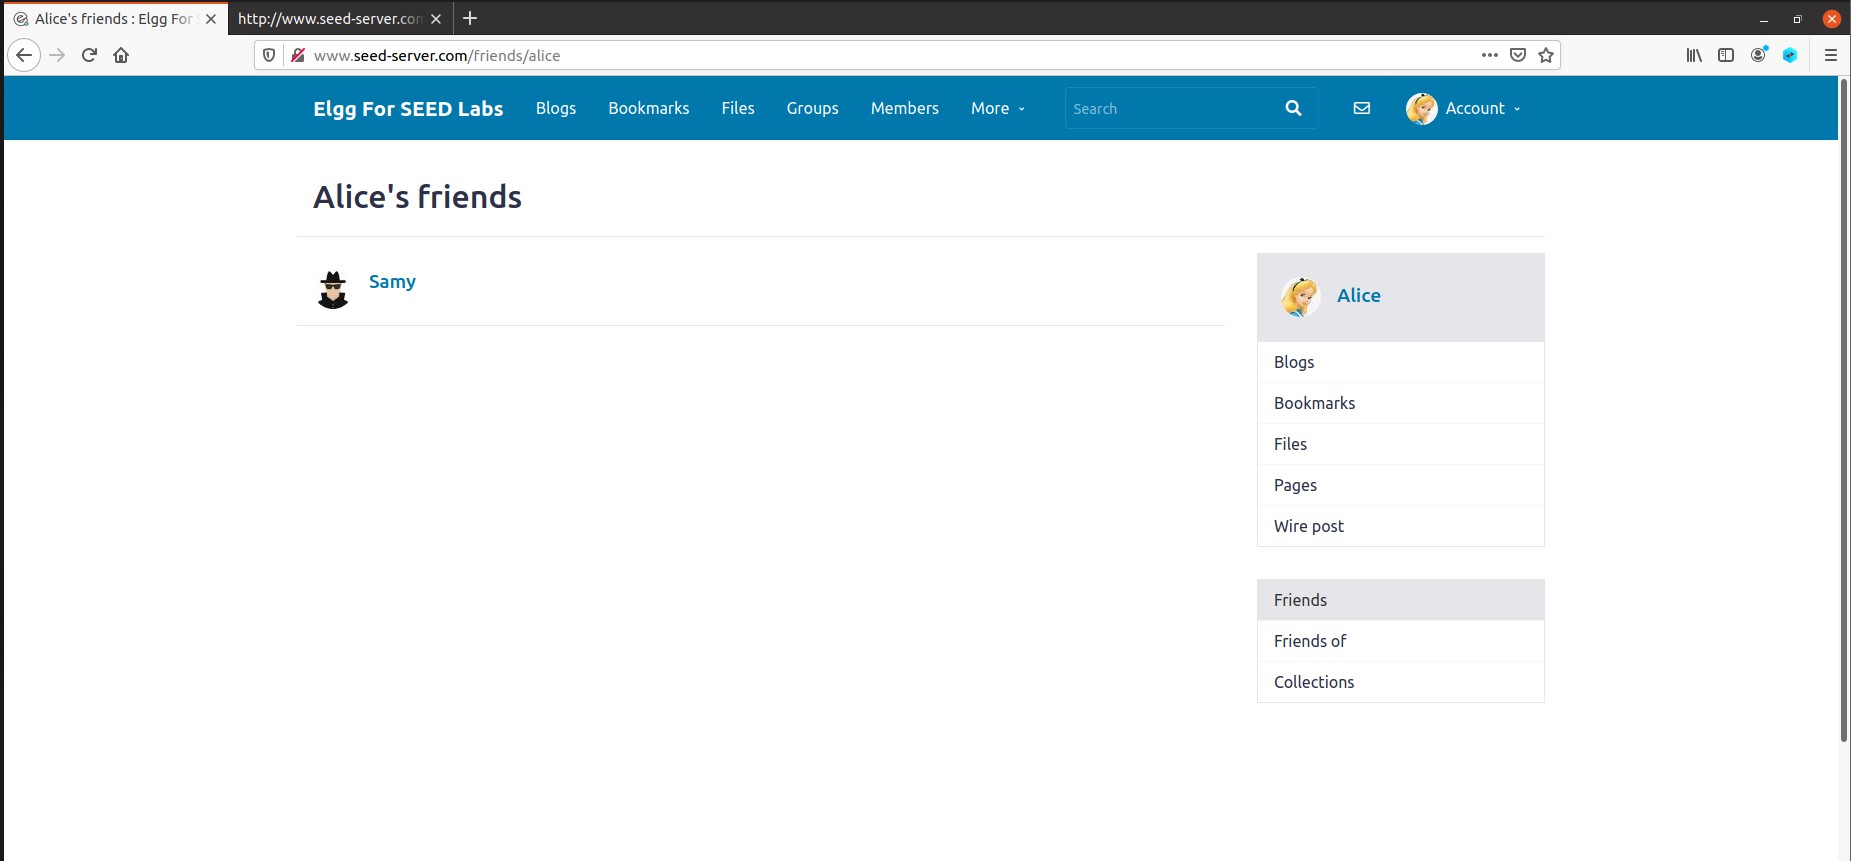 Alice's friends : Elgg For S
http://www.seed-server.com
www.seed-server.com/friends/alice
Elgg For SEED Labs Blogs Bookmarks Files Groups Members More Search Account
Alice's friends
Samy
Alice
Blogs
Bookmarks
Files
Pages
Wire post
Friends
Friends of
Collections